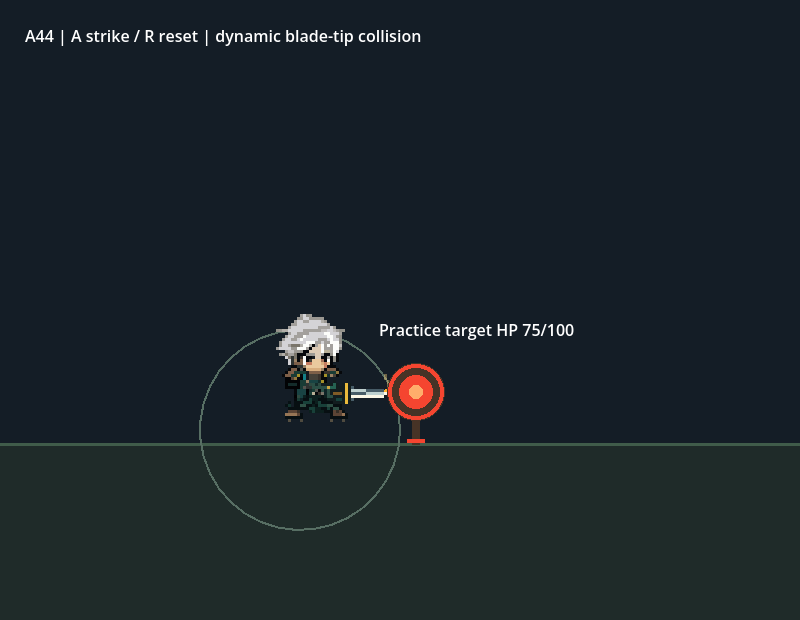 A44 | A strike / R reset | dynamic blade-tip collision
Practice target HP 75/100